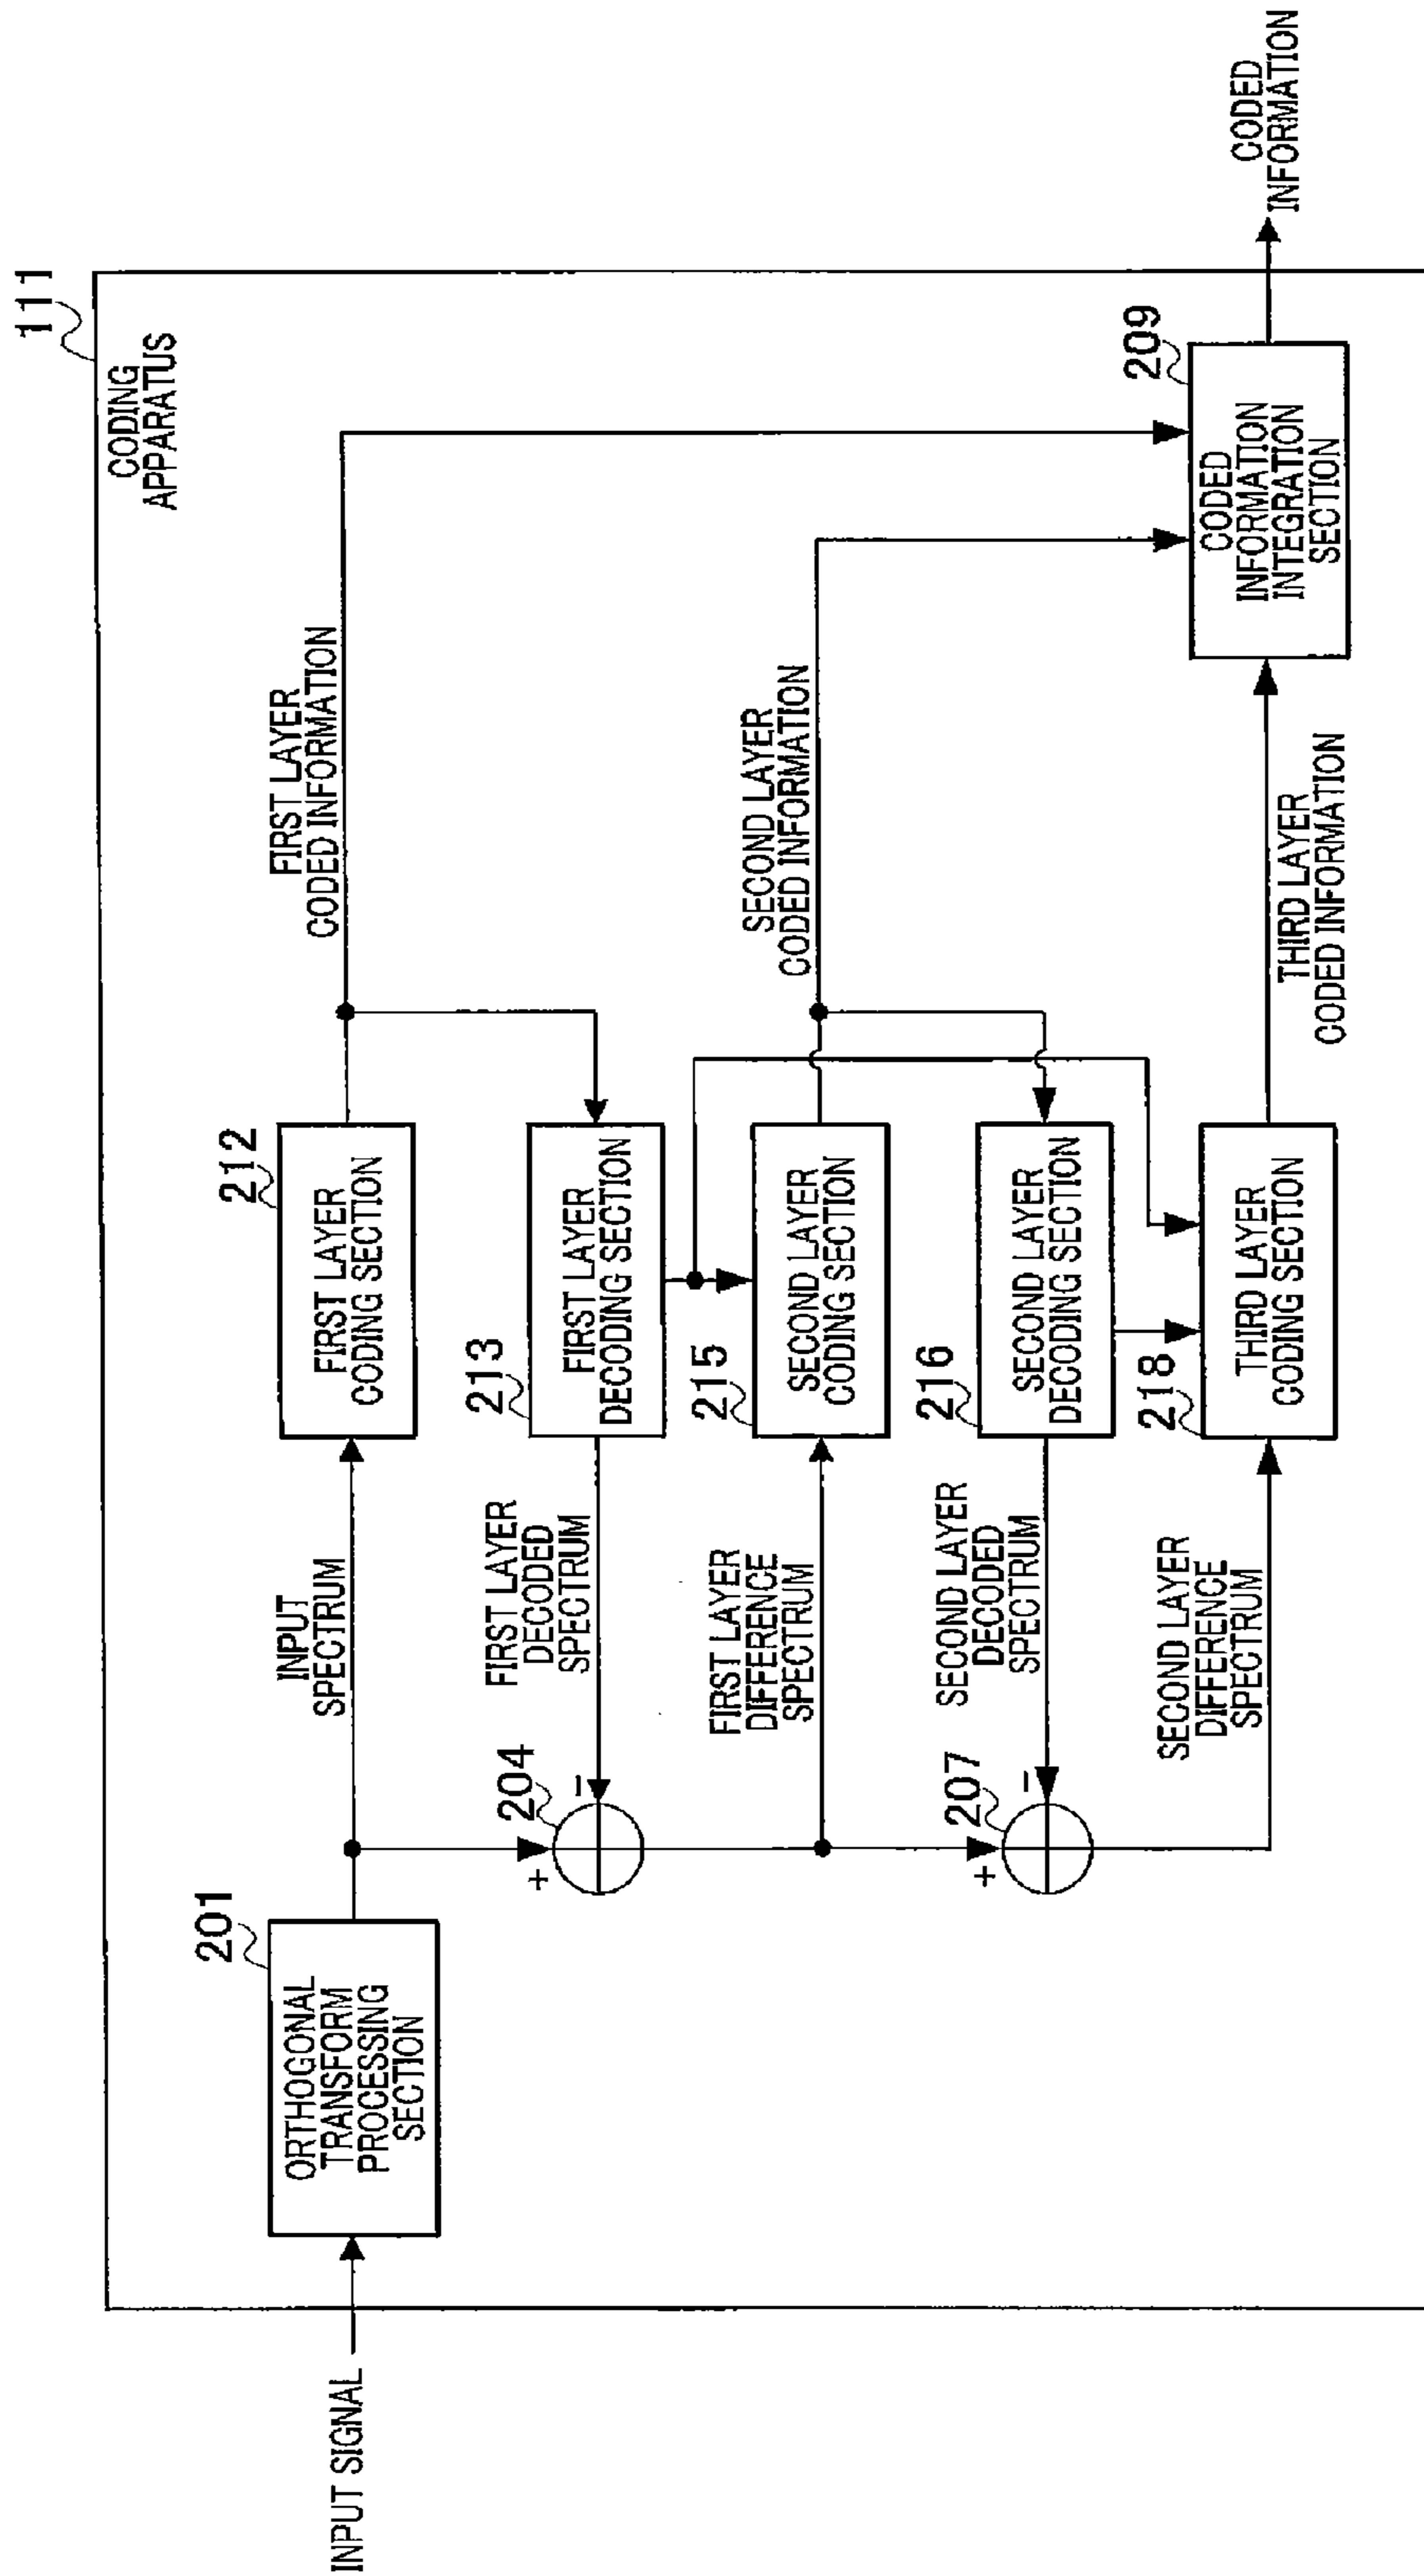 111
CODING
APPARATUS
INPUT SIGNAL
201
ORTHOGONAL
TRANSFORM
PROCESSING
SECTION
INPUT
SPECTRUM
212
FIRST LAYER
CODING SECTION
FIRST LAYER
CODED INFORMATION
204
+
−
FIRST LAYER
DECODED
SPECTRUM
213
FIRST LAYER
DECODING SECTION
FIRST LAYER
DIFFERENCE
SPECTRUM
215
SECOND LAYER
CODING SECTION
SECOND LAYER
CODED INFORMATION
207
+
−
SECOND LAYER
DECODED
SPECTRUM
216
SECOND LAYER
DECODING SECTION
SECOND LAYER
DIFFERENCE
SPECTRUM
218
THIRD LAYER
CODING SECTION
THIRD LAYER
CODED INFORMATION
209
CODED
INFORMATION
INTEGRATION
SECTION
CODED
INFORMATION